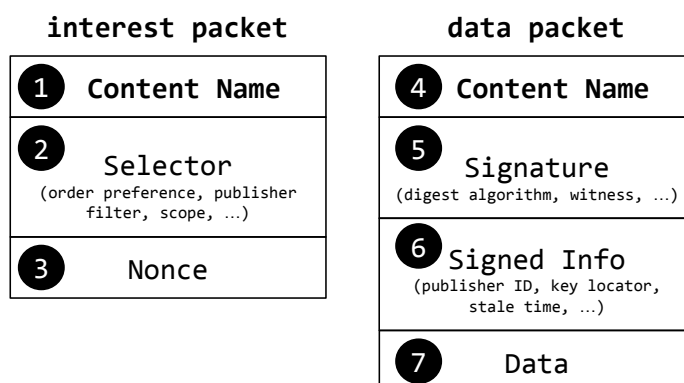 interest packet
1 Content Name
2
Selector
(order preference, publisher
filter, scope, ...)
3 Nonce
data packet
4 Content Name
5
Signature
(digest algorithm, witness, ...)
6
Signed Info
(publisher ID, key locator,
stale time, ...)
7 Data